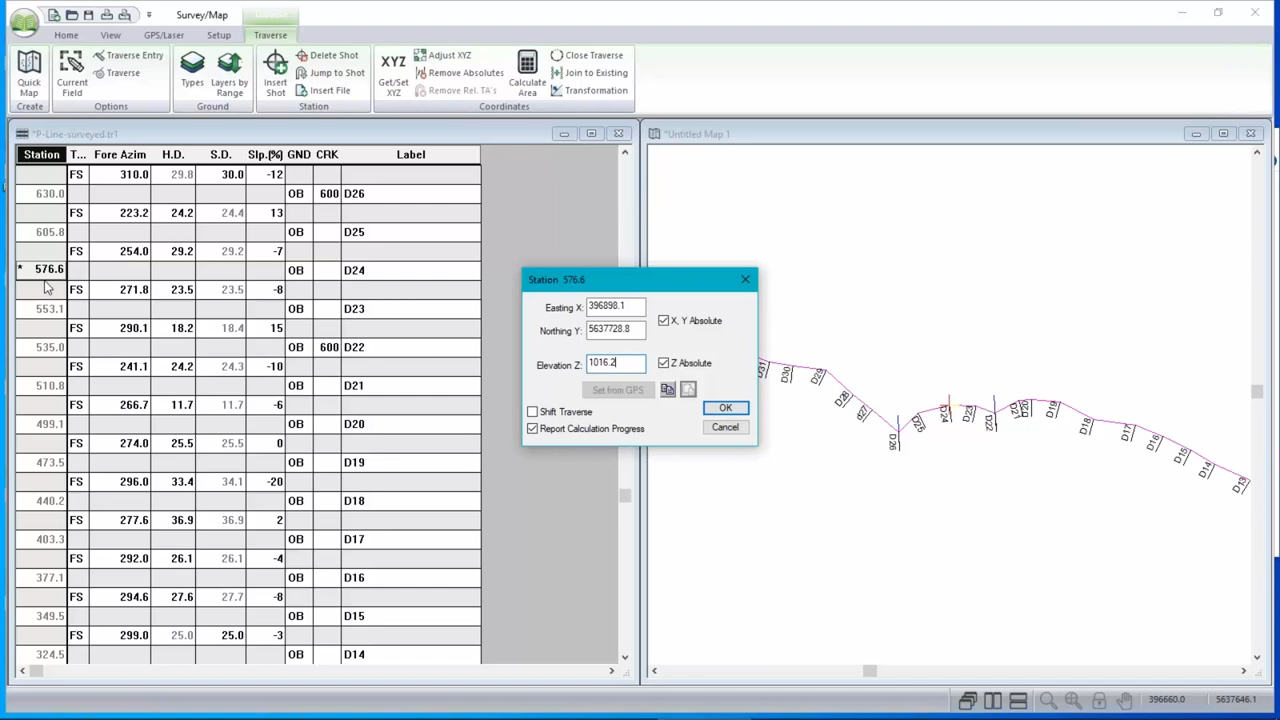 Survey/Map
Traverse
Home View GPS/Laser Setup Traverse
Quick Map
Create
Current Field
Traverse Entry
Traverse
Options
Types
Layers by Range
Ground
Insert Shot
Delete Shot
Jump to Shot
Insert File
Station
XYZ
Get/Set XYZ
Adjust XYZ
Remove Absolutes
Remove Rel. TA's
Calculate Area
Close Traverse
Join to Existing
Transformation
Coordinates
*P-Line-surveyed.tr1
Station T... Fore Azim H.D. S.D. Slp.(%) GND CRK Label
FS 310.0 29.8 30.0 -12
630.0 OB 600 D26
FS 223.2 24.2 24.4 13
605.8 OB D25
FS 254.0 29.2 29.2 -7
* 576.6 OB D24
FS 271.8 23.5 23.5 -8
553.1 OB D23
FS 290.1 18.2 18.4 15
535.0 OB 600 D22
FS 241.1 24.2 24.3 -10
510.8 OB D21
FS 266.7 11.7 11.7 -6
499.1 OB D20
FS 274.0 25.5 25.5 0
473.5 OB D19
FS 296.0 33.4 34.1 -20
440.2 OB D18
FS 277.6 36.9 36.9 2
403.3 OB D17
FS 292.0 26.1 26.1 -4
377.1 OB D16
FS 294.6 27.6 27.7 -8
349.5 OB D15
FS 299.0 25.0 25.0 -3
324.5 OB D14
Station 576.6
Easting X: 396898.1
Northing Y: 5637728.8
X, Y Absolute
Elevation Z: 1016.2
Z Absolute
Set from GPS
Shift Traverse
OK
Report Calculation Progress
Cancel
*Untitled Map 1
D31
D30
D29
D28
d27
D26
D25
D24
D23
D22
D21
D20
D19
D18
D17
D16
D15
D14
D13
396660.0 5637646.1